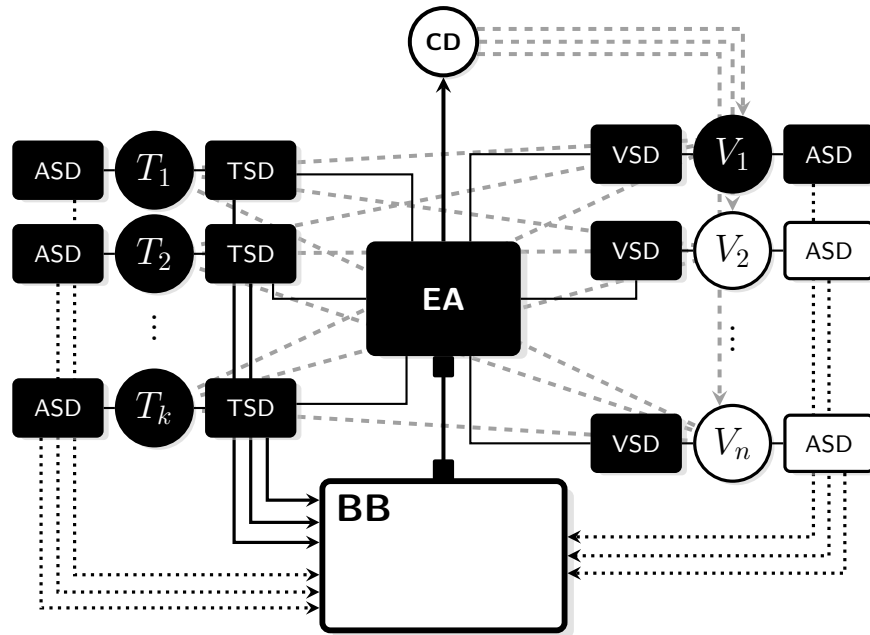 CD
ASD T₁ TSD VSD V₁ ASD
ASD T₂ TSD VSD V₂ ASD
EA
⋮ ⋮
ASD Tₖ TSD VSD Vₙ ASD
BB